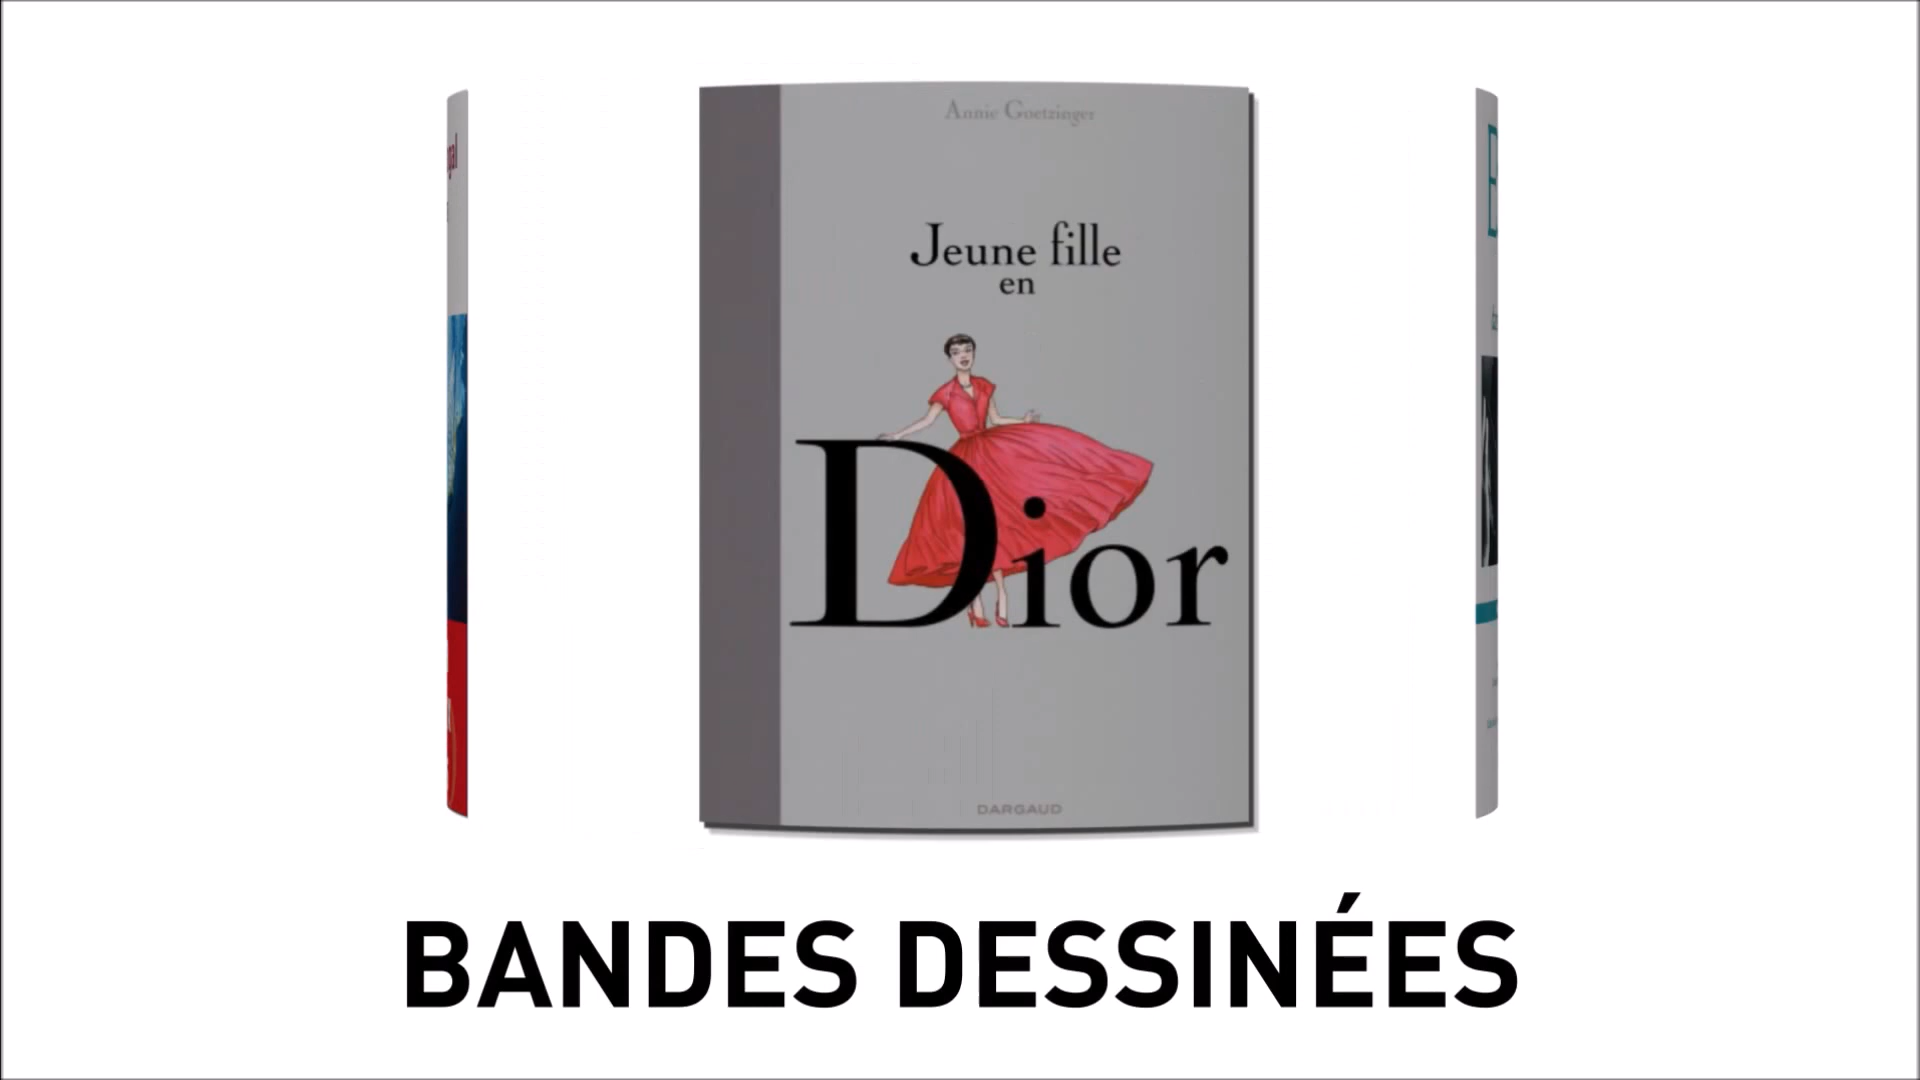 Annie Goetzinger
Jeune fille
en
Dior
DARGAUD
BANDES DESSINÉES